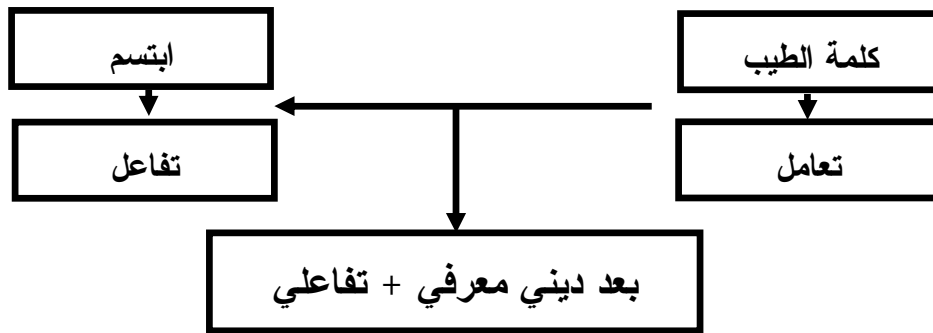 كلمة الطيب
ابتسم
تعامل
تفاعل
بعد ديني معرفي + تفاعلي